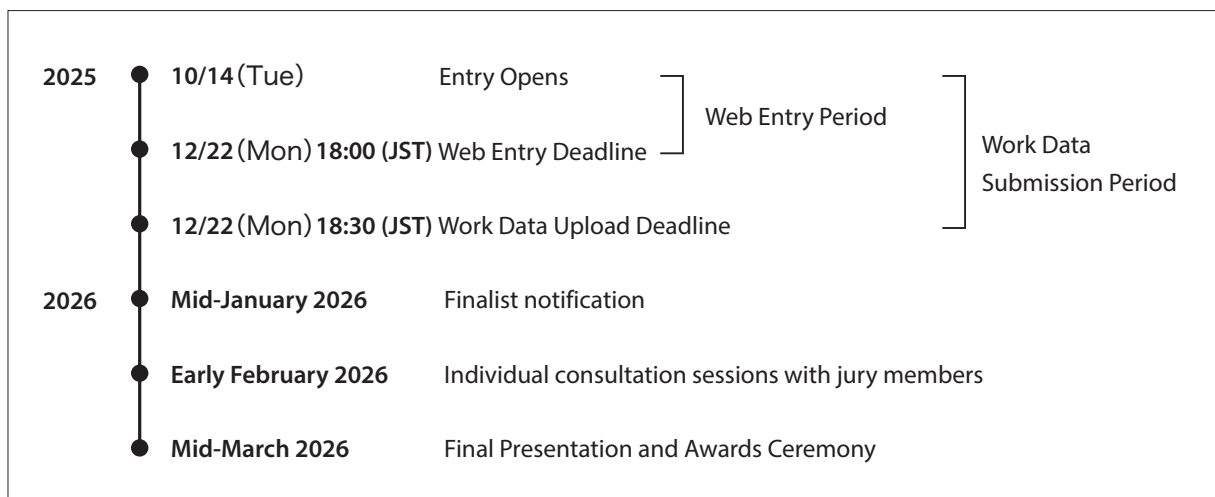 2025 10/14(Tue) Entry Opens
Web Entry Period
12/22(Mon)18:00 (JST) Web Entry Deadline
Work Data
Submission Period
12/22(Mon)18:30 (JST) Work Data Upload Deadline
2026 Mid-January 2026 Finalist notification
Early February 2026 Individual consultation sessions with jury members
Mid-March 2026 Final Presentation and Awards Ceremony